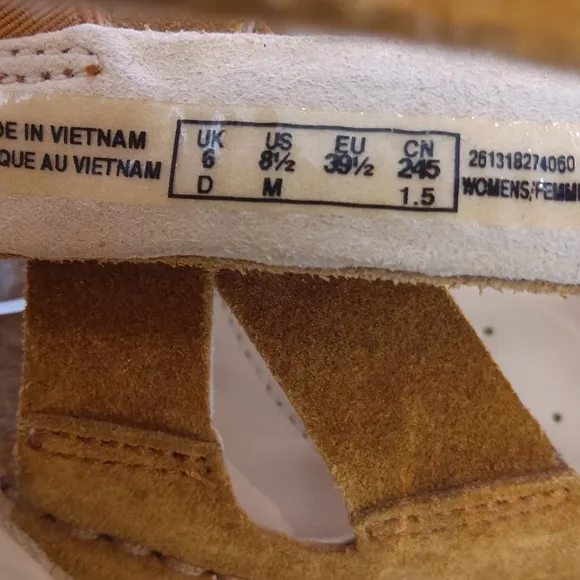 DE IN VIETNAM
QUE AU VIETNAM
UK US EU CN
6 8½ 39½ 245
D M 1.5
261318274060
WOMENS/FEMME